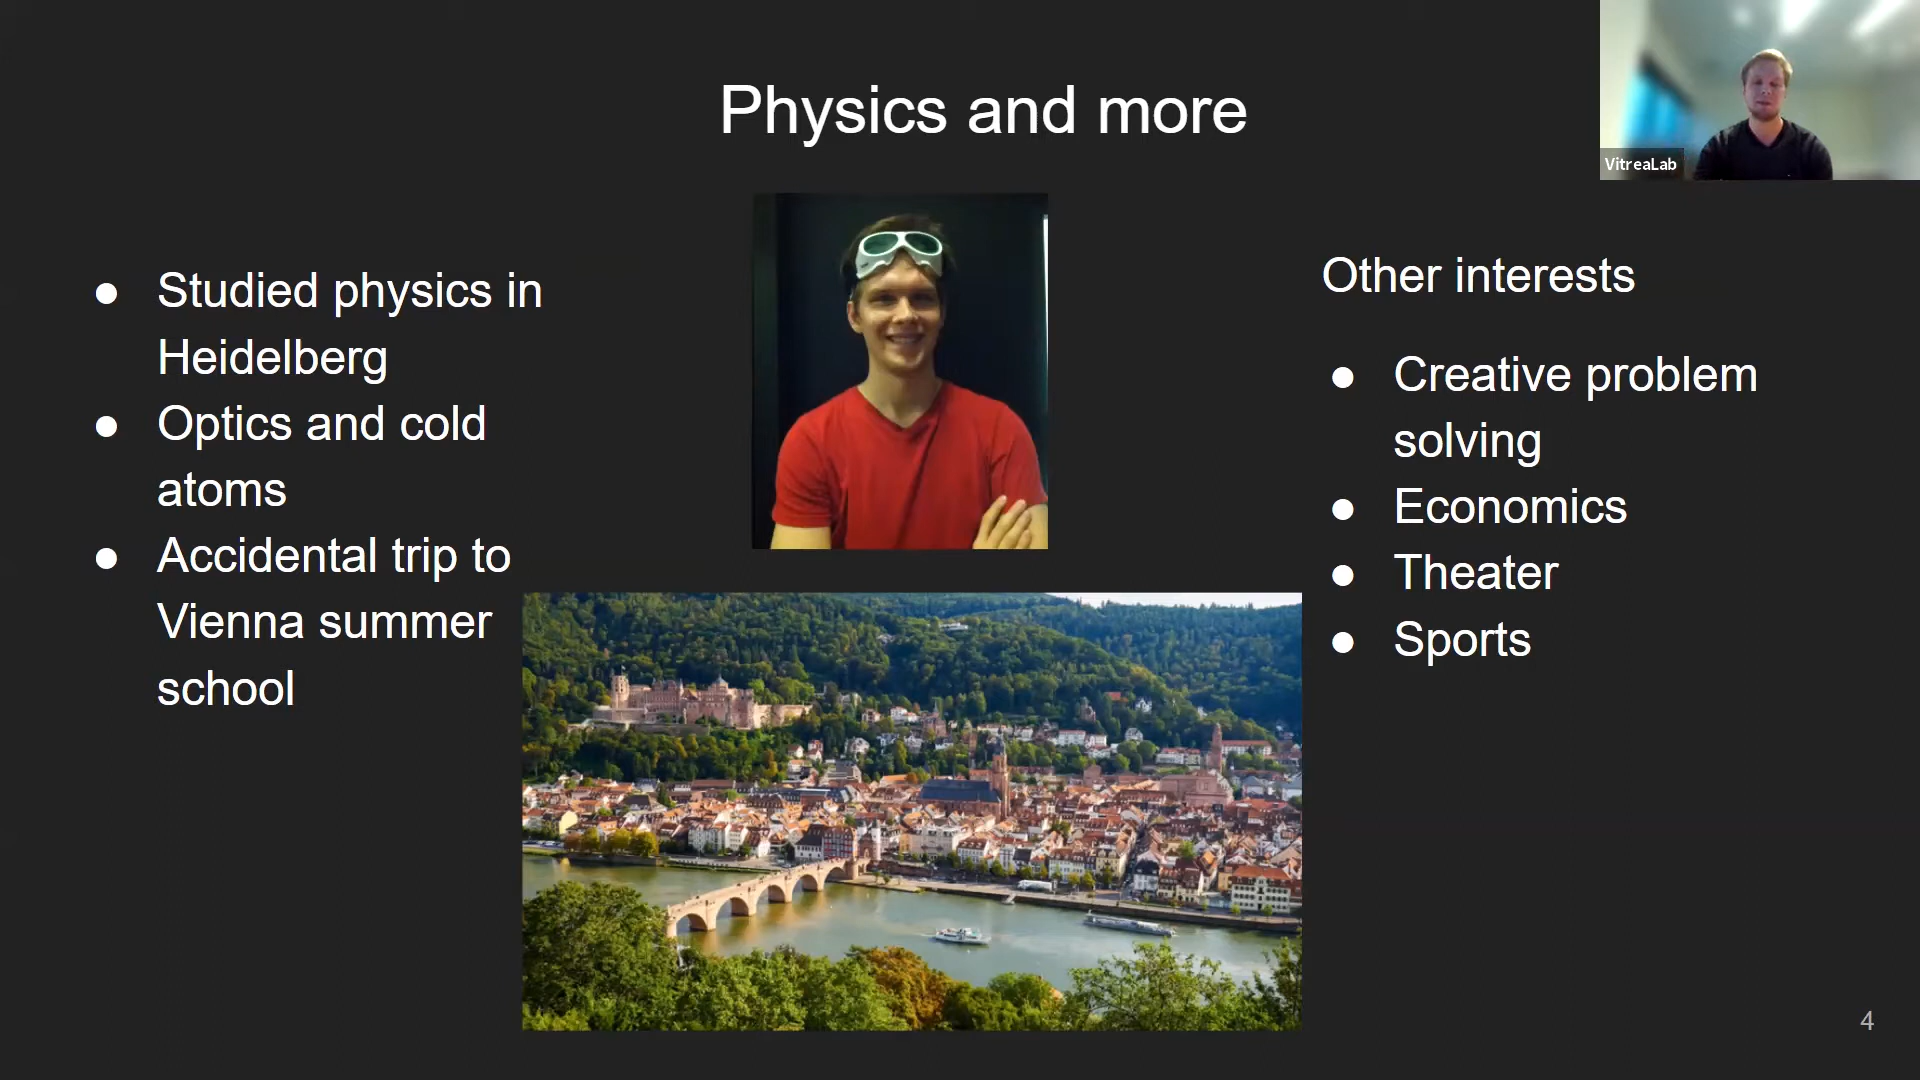 Physics and more
VitreaLab
● Studied physics in
Heidelberg
● Optics and cold
atoms
● Accidental trip to
Vienna summer
school
Other interests
● Creative problem
solving
● Economics
● Theater
● Sports
4